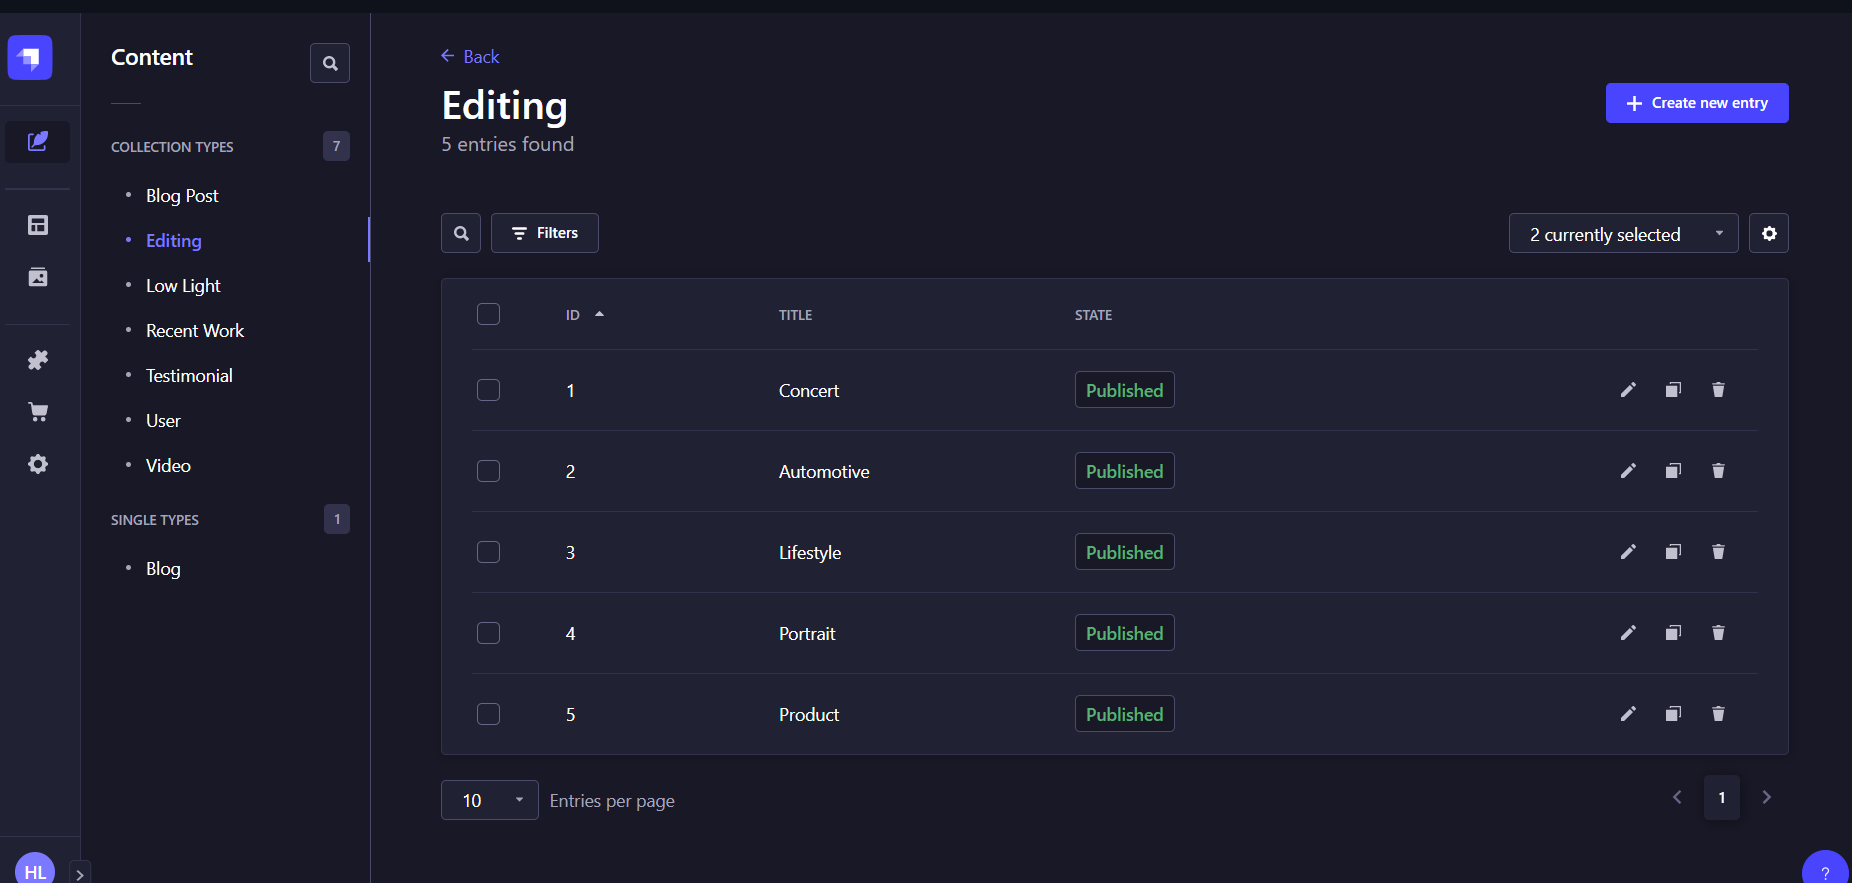 Content
COLLECTION TYPES 7
Blog Post
Editing
Low Light
Recent Work
Testimonial
User
Video
SINGLE TYPES 1
Blog
HL
Back
Editing
5 entries found
Create new entry
Filters
2 currently selected
ID TITLE STATE
1 Concert Published
2 Automotive Published
3 Lifestyle Published
4 Portrait Published
5 Product Published
10 Entries per page
1
?